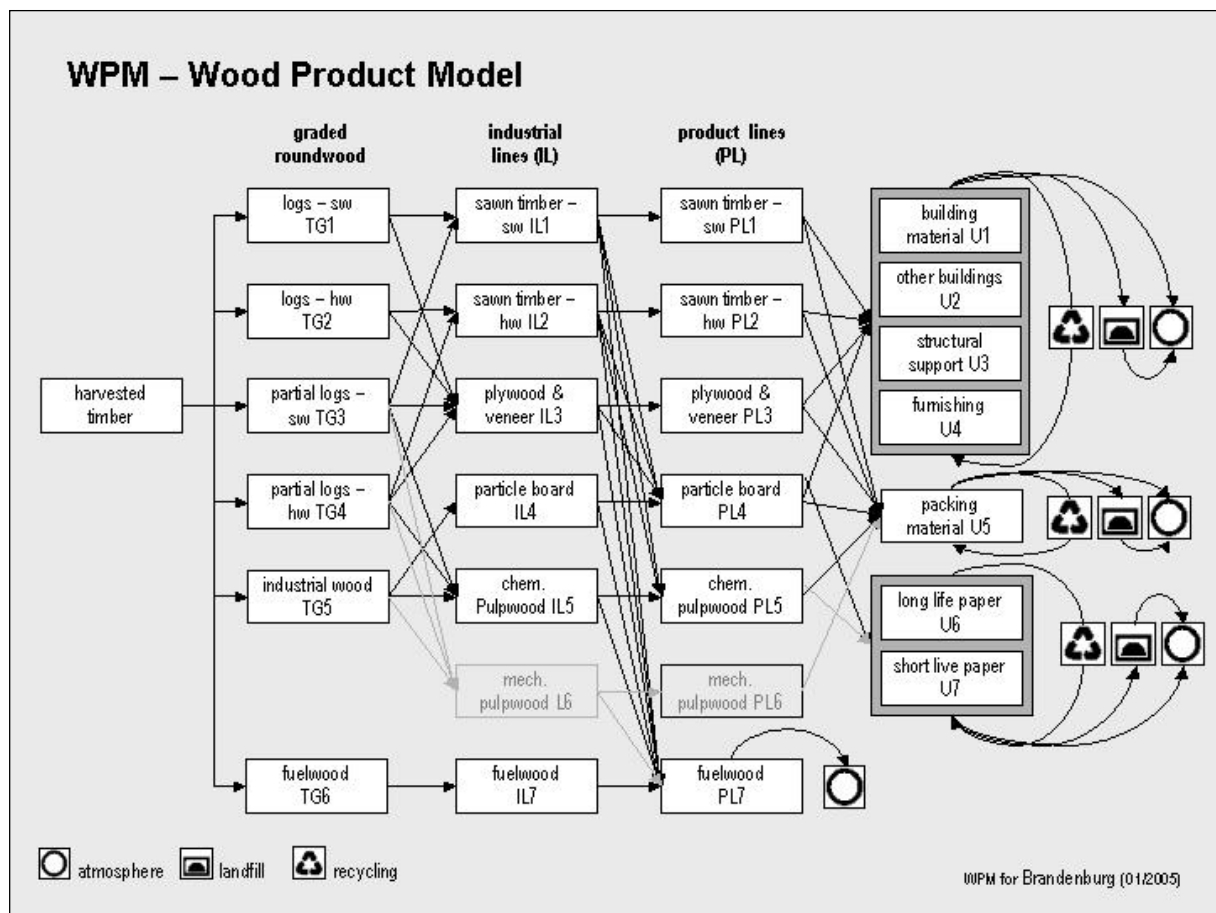 WPM – Wood Product Model
graded
roundwood
industrial
lines (IL)
product lines
(PL)
harvested
timber
logs – sw
TG1
logs – hw
TG2
partial logs –
sw TG3
partial logs –
hw TG4
industrial wood
TG5
fuelwood
TG6
sawn timber –
sw IL1
sawn timber –
hw IL2
plywood &
veneer IL3
particle board
IL4
chem.
Pulpwood IL5
mech.
pulpwood L6
fuelwood
IL7
sawn timber –
sw PL1
sawn timber –
hw PL2
plywood &
veneer PL3
particle board
PL4
chem.
pulpwood PL5
mech.
pulpwood PL6
fuelwood
PL7
building
material U1
other buildings
U2
structural
support U3
furnishing
U4
packing
material U5
long life paper
U6
short live paper
U7
atmosphere
landfill
recycling
WPM for Brandenburg (01/2005)